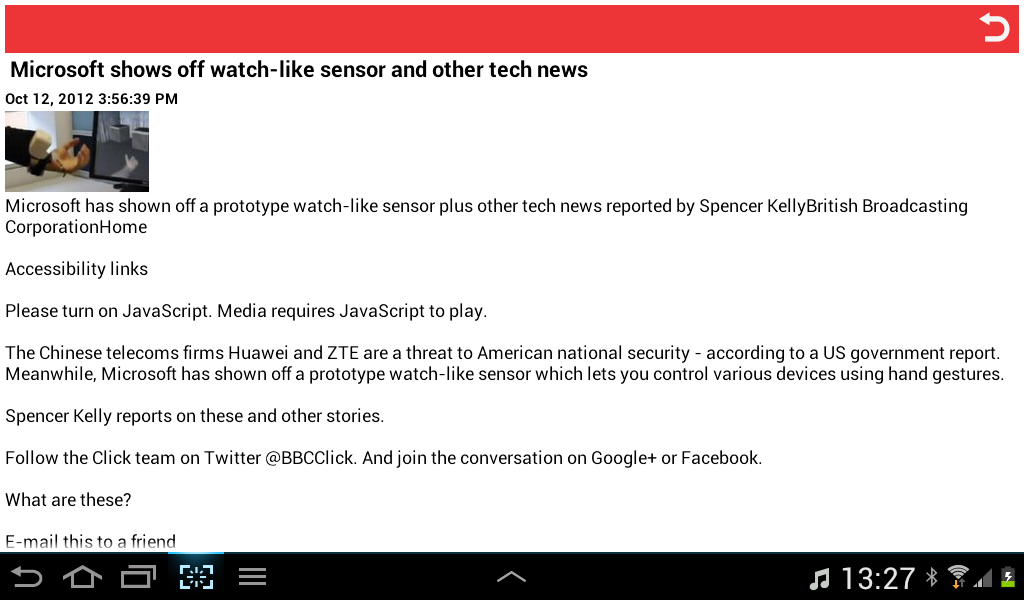 Microsoft shows off watch-like sensor and other tech news
Oct 12, 2012 3:56:39 PM
Microsoft has shown off a prototype watch-like sensor plus other tech news reported by Spencer KellyBritish Broadcasting
CorporationHome
Accessibility links
Please turn on JavaScript. Media requires JavaScript to play.
The Chinese telecoms firms Huawei and ZTE are a threat to American national security - according to a US government report.
Meanwhile, Microsoft has shown off a prototype watch-like sensor which lets you control various devices using hand gestures.
Spencer Kelly reports on these and other stories.
Follow the Click team on Twitter @BBCClick. And join the conversation on Google+ or Facebook.
What are these?
E-mail this to a friend
13:27